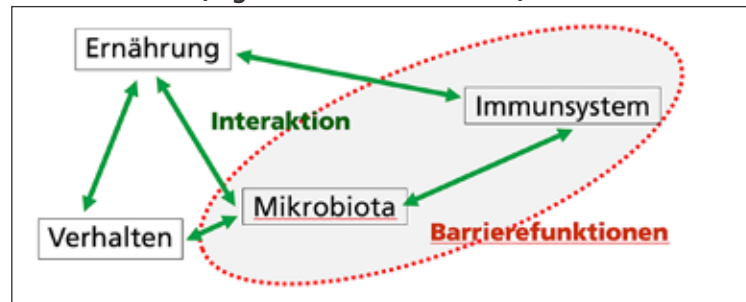 Ernährung
Immunsystem
Interaktion
Mikrobiota
Verhalten
Barrierefunktionen